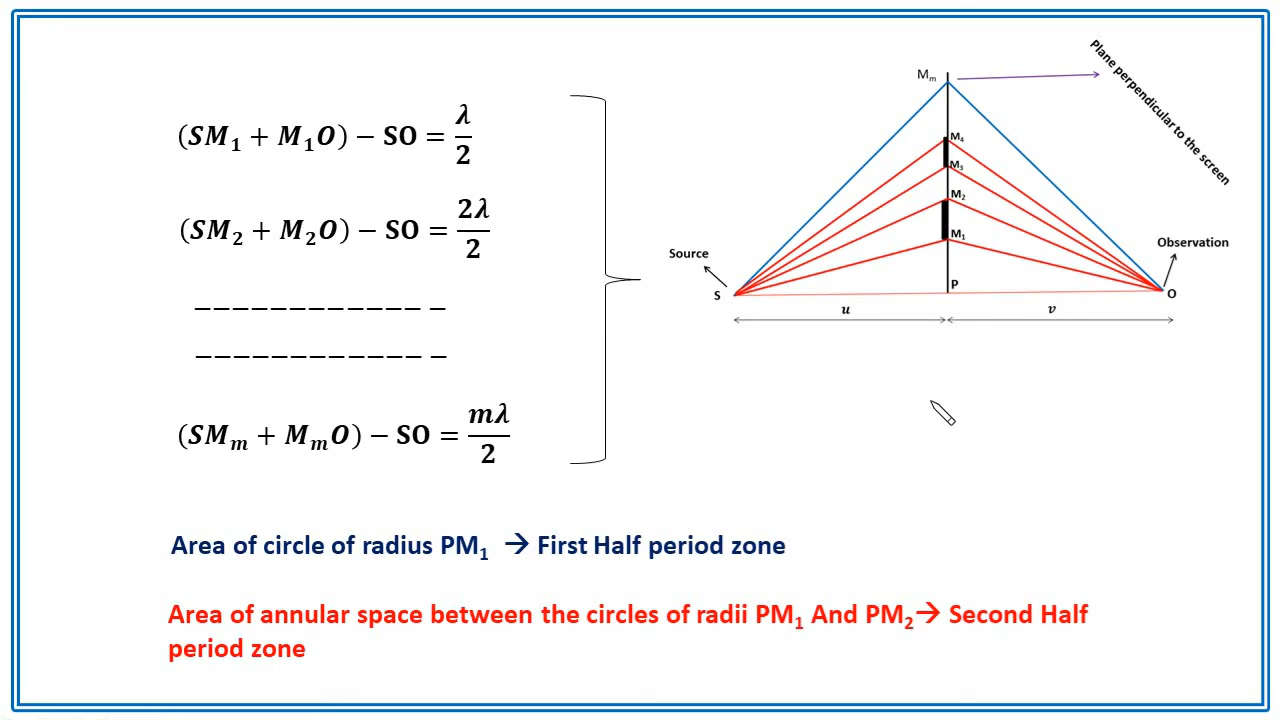 (SM₁ + M₁O) − SO = λ/2
(SM₂ + M₂O) − SO = 2λ/2
−−−−−−−−−−−−−
−−−−−−−−−−−−−
(SMₘ + MₘO) − SO = mλ/2
Mₘ
Plane perpendicular to the screen
M₄
M₃
M₂
M₁
Source
Observation
S
P
O
u
v
Area of circle of radius PM₁ → First Half period zone
Area of annular space between the circles of radii PM₁ And PM₂→ Second Half
period zone